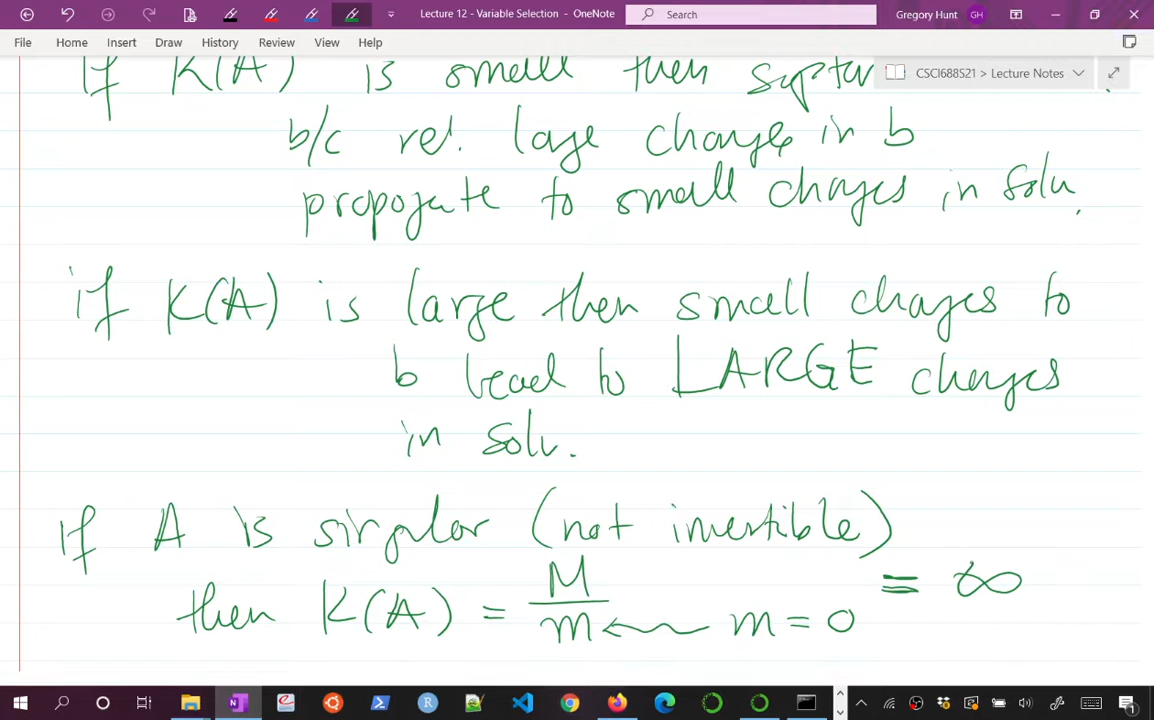 Lecture 12 - Variable Selection - OneNote
Search
Gregory Hunt
GH
File Home Insert Draw History Review View Help
CSCI688S21 > Lecture Notes
If K(A) is small then
b/c rel. large changes in b
propogate to small changes in soln.
if K(A) is large then small changes to
b lead to LARGE changes
in soln.
If A is singular (not invertible)
then K(A) = M/m ← m = 0 = ∞